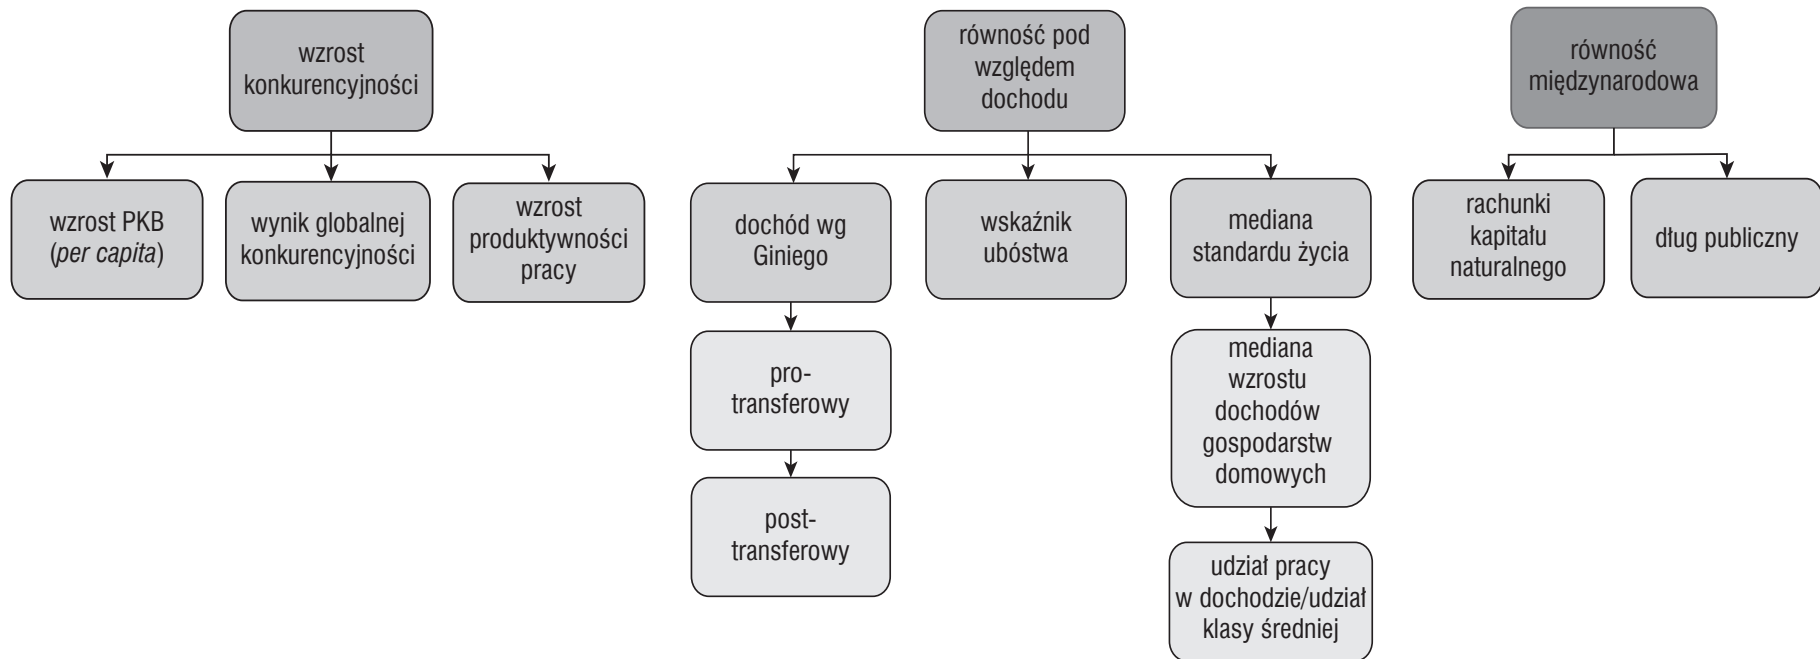 wzrost
konkurencyjności
równość pod
względem
dochodu
równość
międzynarodowa
wzrost PKB
(per capita)
wynik globalnej
konkurencyjności
wzrost
produktywności
pracy
dochód wg
Giniego
wskaźnik
ubóstwa
mediana
standardu życia
rachunki
kapitału
naturalnego
dług publiczny
pro-
transferowy
mediana
wzrostu
dochodów
gospodarstw
domowych
post-
transferowy
udział pracy
w dochodzie/udział
klasy średniej